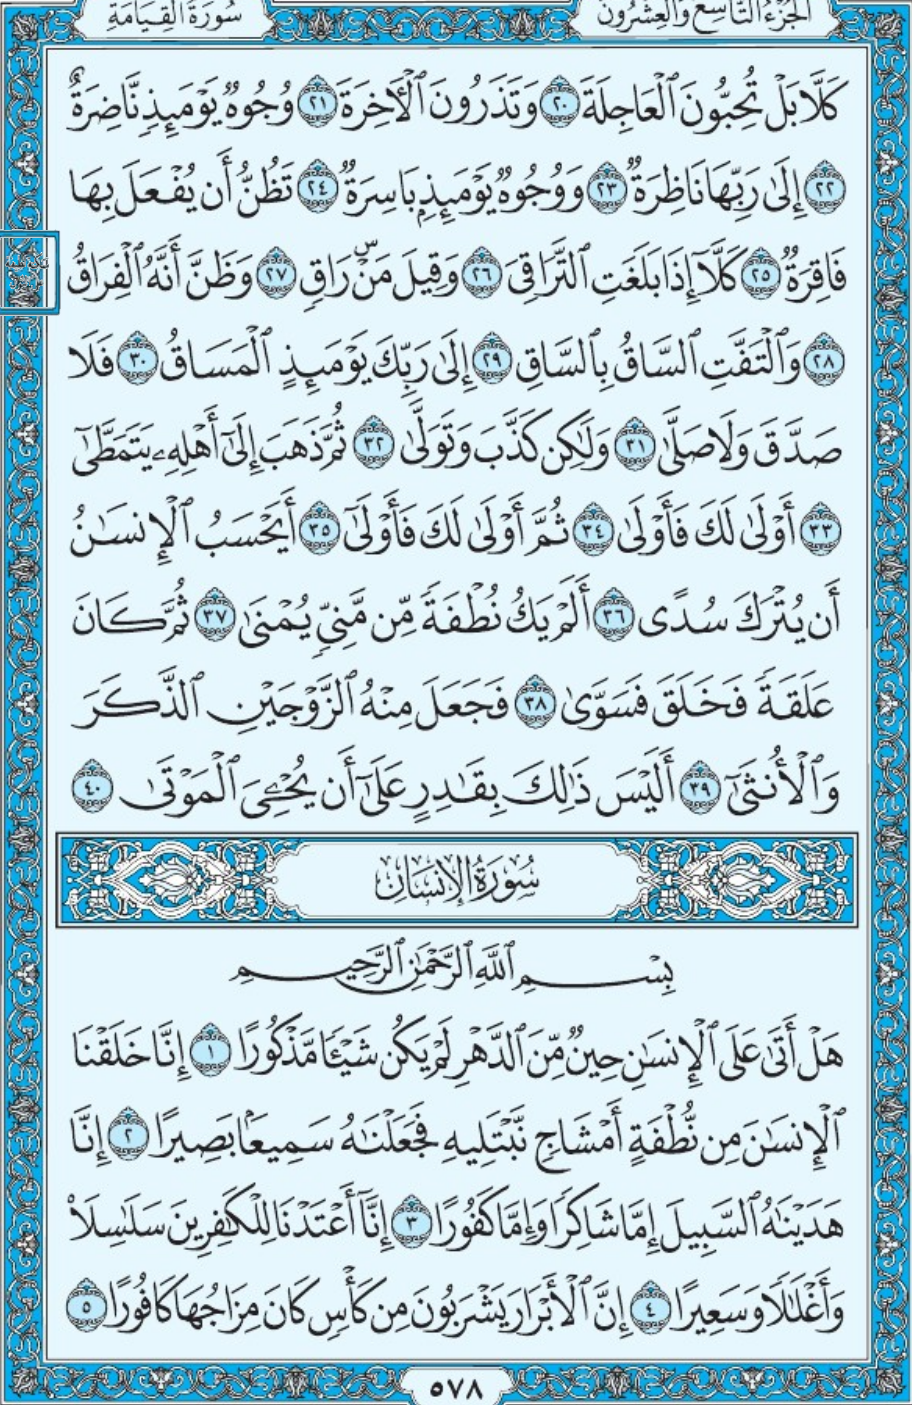 سُورَةُ القِيَامَةِ
الجُزْءُ التَّاسِعُ وَالعِشْرُونَ
كَلَّا بَلْ تُحِبُّونَ ٱلْعَاجِلَةَ ٢٠ وَتَذَرُونَ ٱلْأٓخِرَةَ ٢١ وُجُوهٌ يَوْمَئِذٍ نَّاضِرَةٌ
٢٢ إِلَىٰ رَبِّهَا نَاظِرَةٌ ٢٣ وَوُجُوهٌ يَوْمَئِذٍۭ بَاسِرَةٌ ٢٤ تَظُنُّ أَن يُفْعَلَ بِهَا
فَاقِرَةٌ ٢٥ كَلَّآ إِذَا بَلَغَتِ ٱلتَّرَاقِىَ ٢٦ وَقِيلَ مَنْۜ رَاقٍ ٢٧ وَظَنَّ أَنَّهُ ٱلْفِرَاقُ
٢٨ وَٱلْتَفَّتِ ٱلسَّاقُ بِٱلسَّاقِ ٢٩ إِلَىٰ رَبِّكَ يَوْمَئِذٍ ٱلْمَسَاقُ ٣٠ فَلَا
صَدَّقَ وَلَا صَلَّىٰ ٣١ وَلَٰكِن كَذَّبَ وَتَوَلَّىٰ ٣٢ ثُمَّ ذَهَبَ إِلَىٰٓ أَهْلِهِۦ يَتَمَطَّىٰٓ
٣٣ أَوْلَىٰ لَكَ فَأَوْلَىٰ ٣٤ ثُمَّ أَوْلَىٰ لَكَ فَأَوْلَىٰٓ ٣٥ أَيَحْسَبُ ٱلْإِنسَٰنُ
أَن يُتْرَكَ سُدًى ٣٦ أَلَمْ يَكُ نُطْفَةً مِّن مَّنِىٍّ يُمْنَىٰ ٣٧ ثُمَّ كَانَ
عَلَقَةً فَخَلَقَ فَسَوَّىٰ ٣٨ فَجَعَلَ مِنْهُ ٱلزَّوْجَيْنِ ٱلذَّكَرَ
وَٱلْأُنثَىٰٓ ٣٩ أَلَيْسَ ذَٰلِكَ بِقَٰدِرٍ عَلَىٰٓ أَن يُحْۦِىَ ٱلْمَوْتَىٰ ٤٠
سُورَةُ الإِنسَانِ
بِسْمِ ٱللَّهِ ٱلرَّحْمَٰنِ ٱلرَّحِيمِ
هَلْ أَتَىٰ عَلَى ٱلْإِنسَٰنِ حِينٌ مِّنَ ٱلدَّهْرِ لَمْ يَكُن شَيْـًٔا مَّذْكُورًا ١ إِنَّا خَلَقْنَا
ٱلْإِنسَٰنَ مِن نُّطْفَةٍ أَمْشَاجٍ نَّبْتَلِيهِ فَجَعَلْنَٰهُ سَمِيعًۢا بَصِيرًا ٢ إِنَّا
هَدَيْنَٰهُ ٱلسَّبِيلَ إِمَّا شَاكِرًا وَإِمَّا كَفُورًا ٣ إِنَّآ أَعْتَدْنَا لِلْكَٰفِرِينَ سَلَٰسِلَا۟
وَأَغْلَٰلًا وَسَعِيرًا ٤ إِنَّ ٱلْأَبْرَارَ يَشْرَبُونَ مِن كَأْسٍ كَانَ مِزَاجُهَا كَافُورًا ٥
٥٧٨